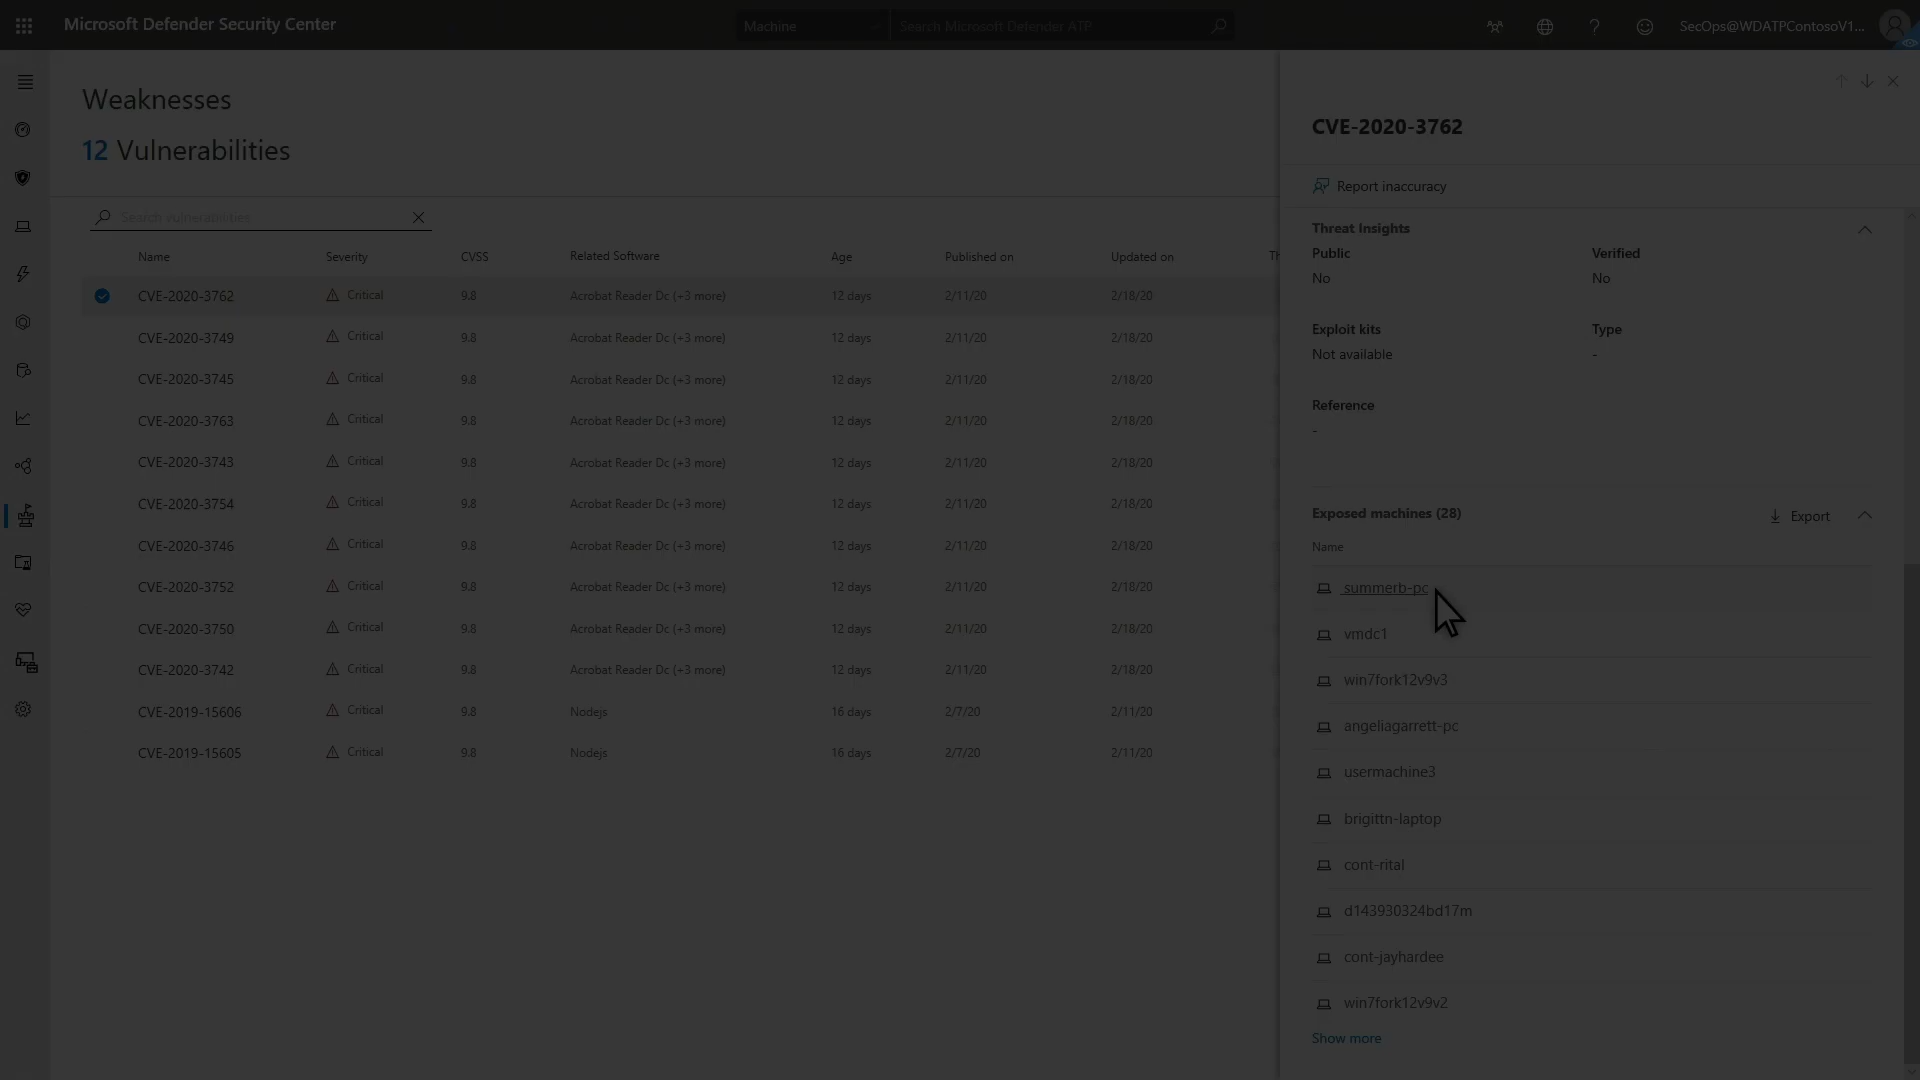 Microsoft Defender Security Center
Machine
Search Microsoft Defender ATP
SecOps@WDATPContosoV1...
Weaknesses
12 Vulnerabilities
Search vulnerabilities
Name Severity CVSS Related Software Age Published on Updated on Th
CVE-2020-3762 Critical 9.8 Acrobat Reader Dc (+3 more) 12 days 2/11/20 2/18/20
CVE-2020-3749 Critical 9.8 Acrobat Reader Dc (+3 more) 12 days 2/11/20 2/18/20
CVE-2020-3745 Critical 9.8 Acrobat Reader Dc (+3 more) 12 days 2/11/20 2/18/20
CVE-2020-3763 Critical 9.8 Acrobat Reader Dc (+3 more) 12 days 2/11/20 2/18/20
CVE-2020-3743 Critical 9.8 Acrobat Reader Dc (+3 more) 12 days 2/11/20 2/18/20
CVE-2020-3754 Critical 9.8 Acrobat Reader Dc (+3 more) 12 days 2/11/20 2/18/20
CVE-2020-3746 Critical 9.8 Acrobat Reader Dc (+3 more) 12 days 2/11/20 2/18/20
CVE-2020-3752 Critical 9.8 Acrobat Reader Dc (+3 more) 12 days 2/11/20 2/18/20
CVE-2020-3750 Critical 9.8 Acrobat Reader Dc (+3 more) 12 days 2/11/20 2/18/20
CVE-2020-3742 Critical 9.8 Acrobat Reader Dc (+3 more) 12 days 2/11/20 2/18/20
CVE-2019-15606 Critical 9.8 Nodejs 16 days 2/7/20 2/11/20
CVE-2019-15605 Critical 9.8 Nodejs 16 days 2/7/20 2/11/20
CVE-2020-3762
Report inaccuracy
Threat Insights
Public Verified
No No
Exploit kits Type
Not available -
Reference
-
Exposed machines (28) Export
Name
summerb-pc
vmdc1
win7fork12v9v3
angeliagarrett-pc
usermachine3
brigittn-laptop
cont-rital
d143930324bd17m
cont-jayhardee
win7fork12v9v2
Show more